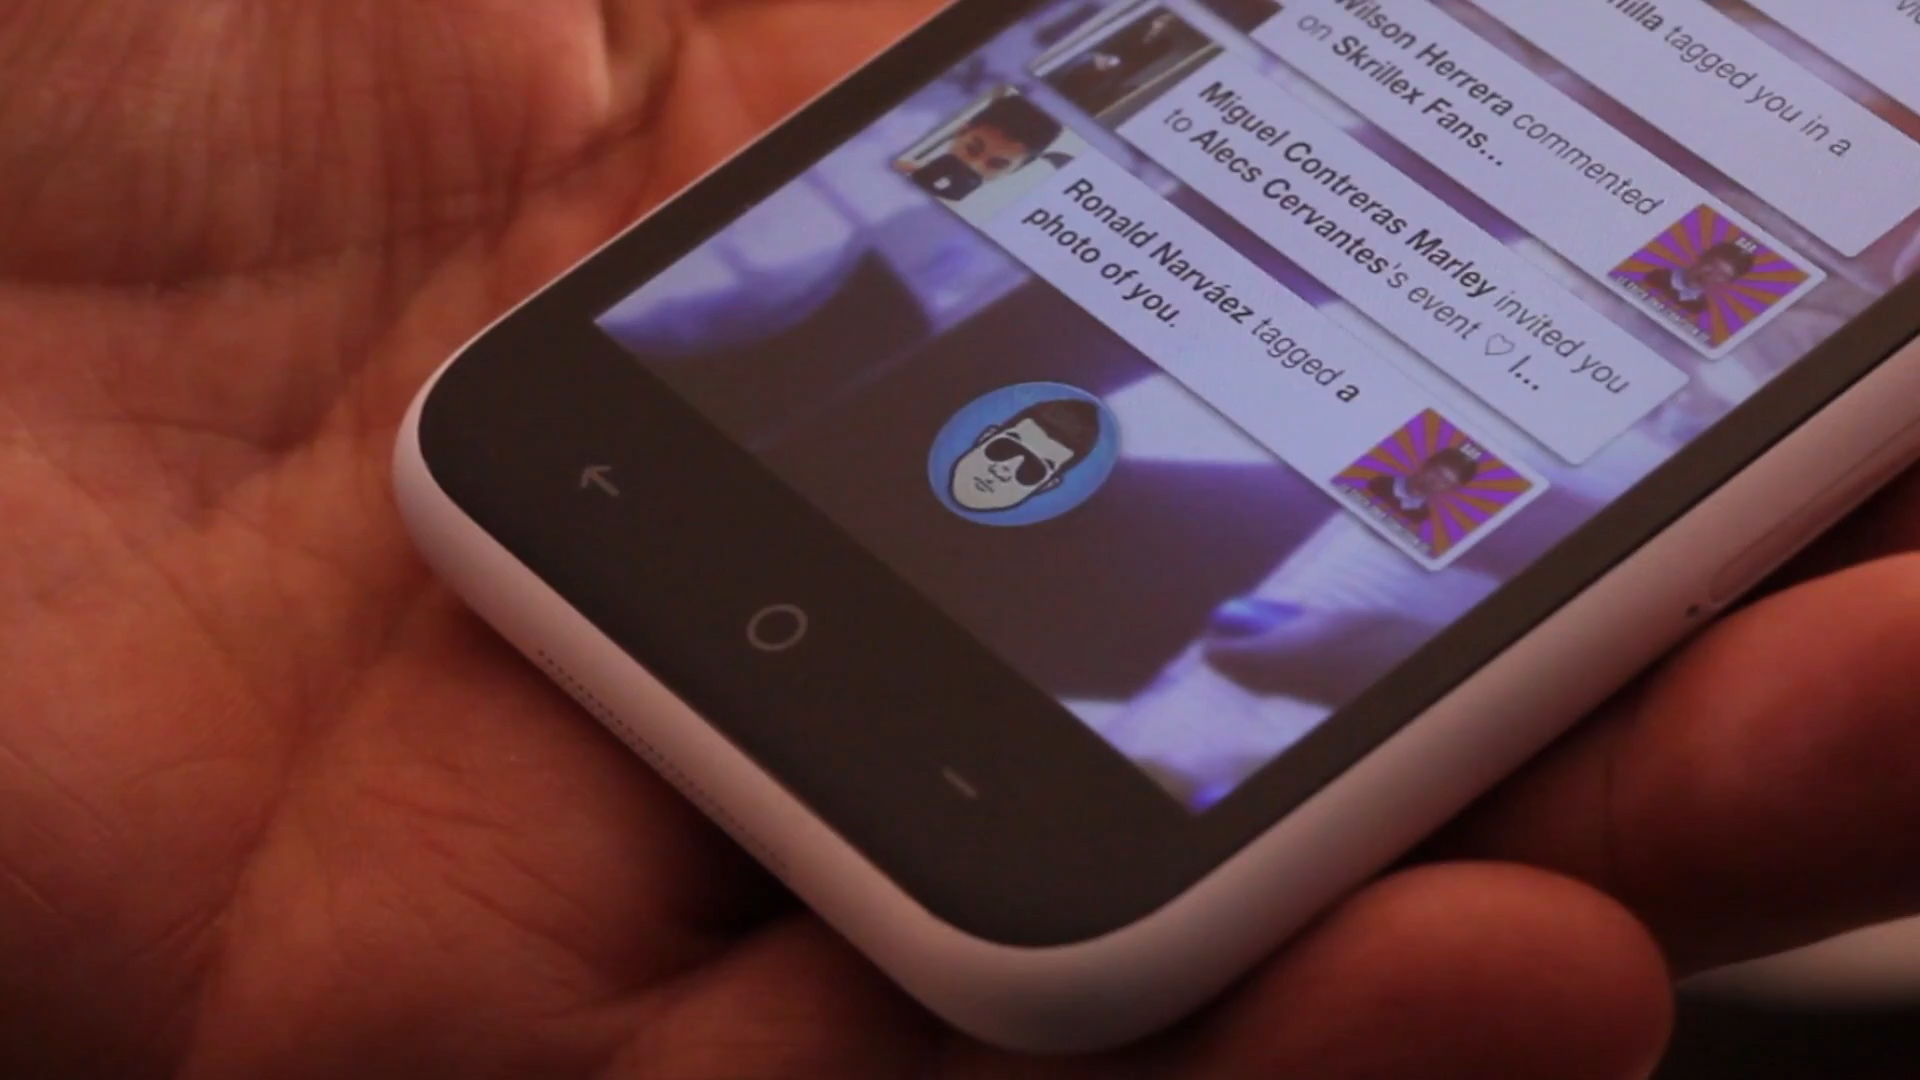 tagged you in a
Wilson Herrera commented
on Skrillex Fans...
Miguel Contreras Marley invited you
to Alecs Cervantes's event ♡ I...
Ronald Narváez tagged a
photo of you.